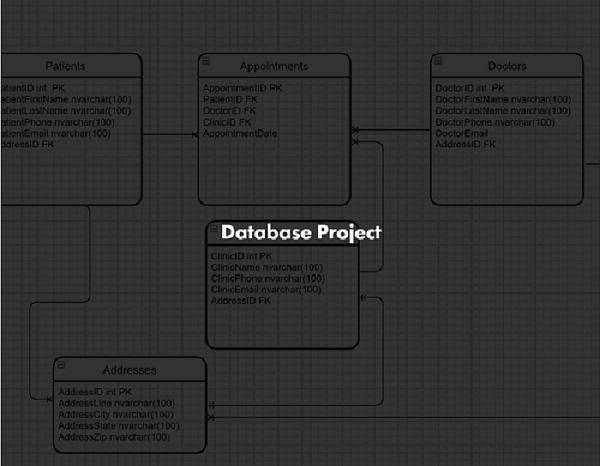 Patients
atientID int PK
atientFirstName nvarchar(100)
atientLastName nvarchar(100)
atientPhone nvarchar(100)
atientEmail nvarchar(100)
ddressID FK
Appointments
AppointmentID PK
PatientID FK
DoctorID FK
ClinicID FK
AppointmentDate
Doctors
DoctorID int PK
DoctorFirstName nvarchar(100)
DoctorLastName nvarchar(100)
DoctorPhone nvarchar(100)
DoctorEmail
AddressID FK
Database Project
ClinicID int PK
ClinicName nvarchar(100)
ClinicPhone nvarchar(100)
ClinicEmail nvarchar(100)
AddressID FK
Addresses
AddressID int PK
AddressLine nvarchar(100)
AddressCity nvarchar(100)
AddressState nvarchar(100)
AddressZip nvarchar(100)